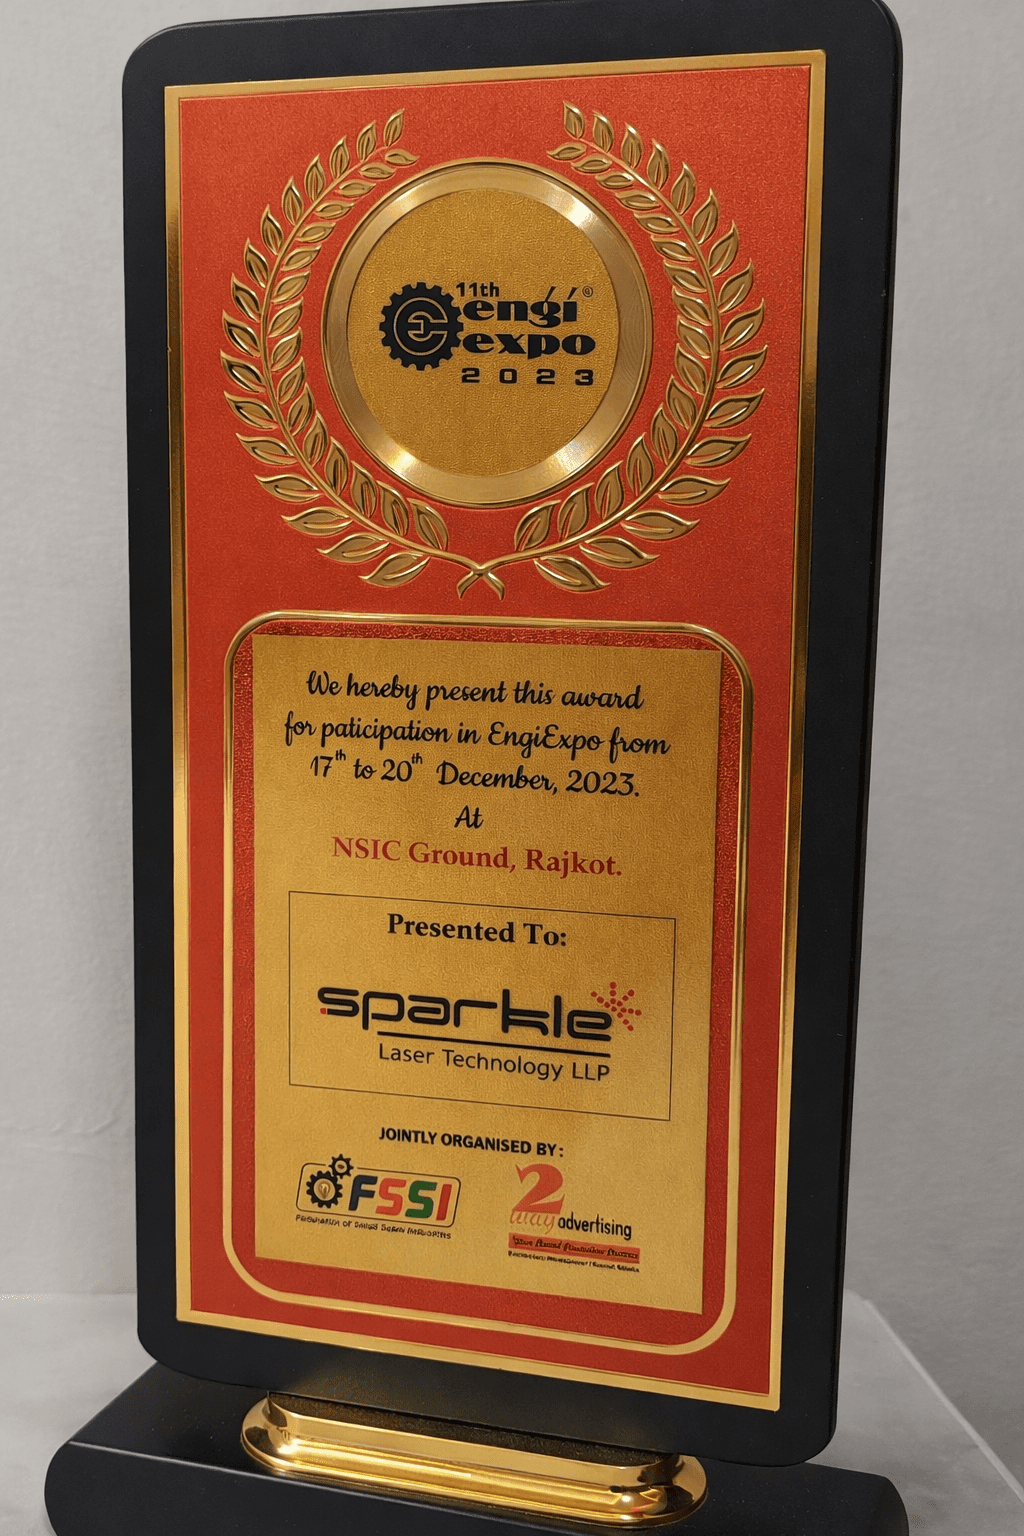 11th
engi ®
expo
2023
We hereby present this award
for paticipation in EngiExpo from
17th to 20th December, 2023.
At
NSIC Ground, Rajkot.
Presented To:
sparkle
Laser Technology LLP
JOINTLY ORGANISED BY:
FSSI
2
way advertising